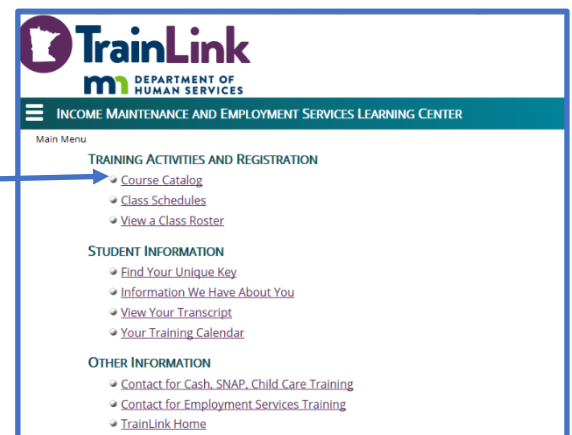 TrainLink
mn DEPARTMENT OF
HUMAN SERVICES
INCOME MAINTENANCE AND EMPLOYMENT SERVICES LEARNING CENTER
Main Menu
TRAINING ACTIVITIES AND REGISTRATION
Course Catalog
Class Schedules
View a Class Roster
STUDENT INFORMATION
Find Your Unique Key
Information We Have About You
View Your Transcript
Your Training Calendar
OTHER INFORMATION
Contact for Cash, SNAP, Child Care Training
Contact for Employment Services Training
TrainLink Home